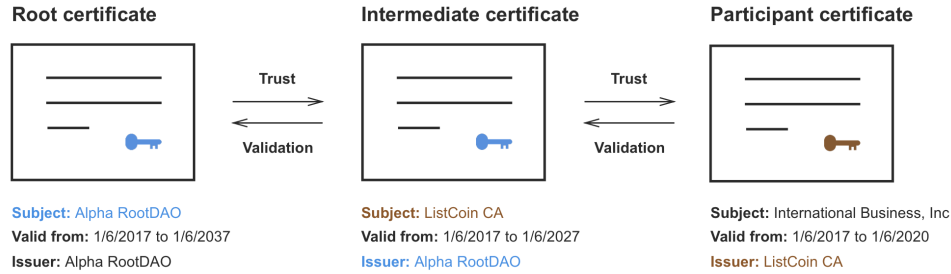 Root certificate
Intermediate certificate
Participant certificate
Trust
Validation
Trust
Validation
Subject: Alpha RootDAO
Valid from: 1/6/2017 to 1/6/2037
Issuer: Alpha RootDAO
Subject: ListCoin CA
Valid from: 1/6/2017 to 1/6/2027
Issuer: Alpha RootDAO
Subject: International Business, Inc
Valid from: 1/6/2017 to 1/6/2020
Issuer: ListCoin CA